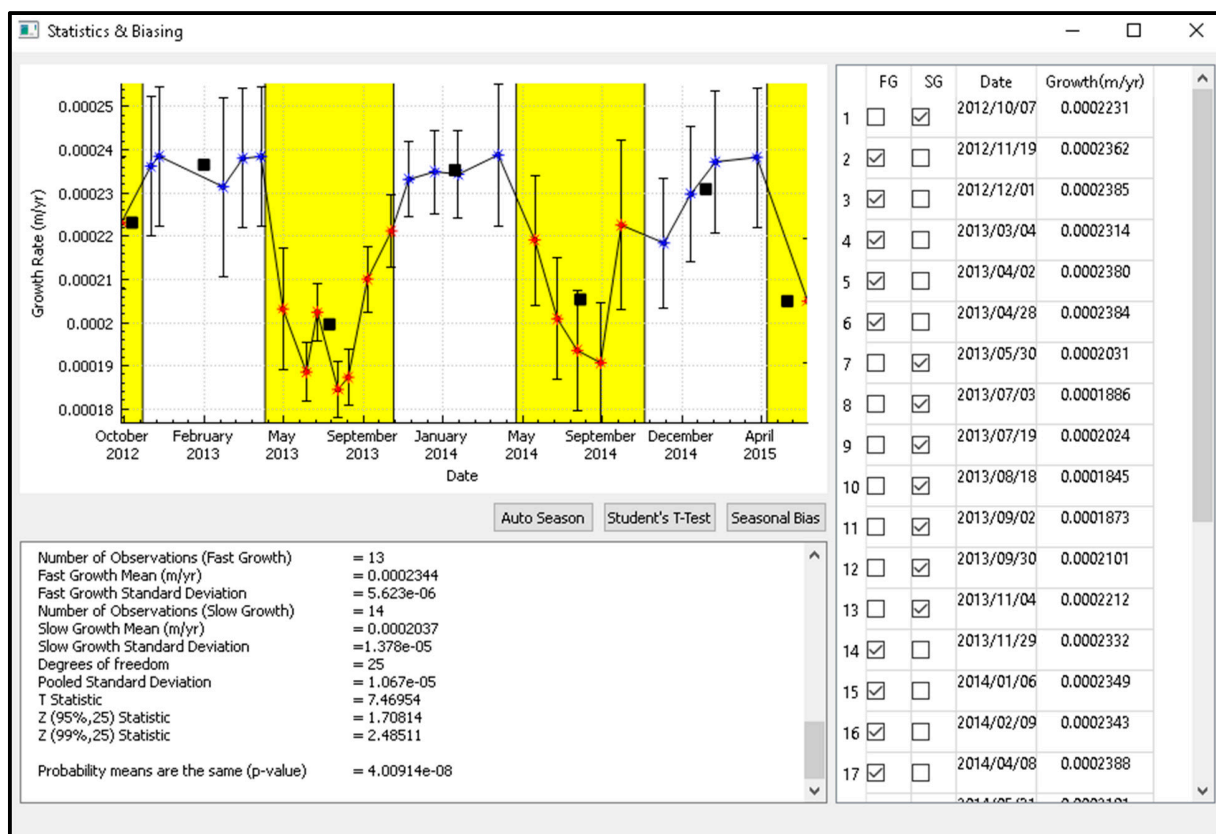 Statistics & Biasing
0.00025
0.00024
0.00023
0.00022
0.00021
0.0002
0.00019
0.00018
Growth Rate (m/yr)
October February May September January May September December April
2012 2013 2013 2013 2014 2014 2014 2014 2015
Date
Auto Season Student's T-Test Seasonal Bias
Number of Observations (Fast Growth) = 13
Fast Growth Mean (m/yr) = 0.0002344
Fast Growth Standard Deviation = 5.623e-06
Number of Observations (Slow Growth) = 14
Slow Growth Mean (m/yr) = 0.0002037
Slow Growth Standard Deviation =1.378e-05
Degrees of freedom = 25
Pooled Standard Deviation = 1.067e-05
T Statistic = 7.46954
Z (95%,25) Statistic = 1.70814
Z (99%,25) Statistic = 2.48511
Probability means are the same (p-value) = 4.00914e-08
FG SG Date Growth(m/yr)
1 2012/10/07 0.0002231
2 2012/11/19 0.0002362
3 2012/12/01 0.0002385
4 2013/03/04 0.0002314
5 2013/04/02 0.0002380
6 2013/04/28 0.0002384
7 2013/05/30 0.0002031
8 2013/07/03 0.0001886
9 2013/07/19 0.0002024
10 2013/08/18 0.0001845
11 2013/09/02 0.0001873
12 2013/09/30 0.0002101
13 2013/11/04 0.0002212
14 2013/11/29 0.0002332
15 2014/01/06 0.0002349
16 2014/02/09 0.0002343
17 2014/04/08 0.0002388